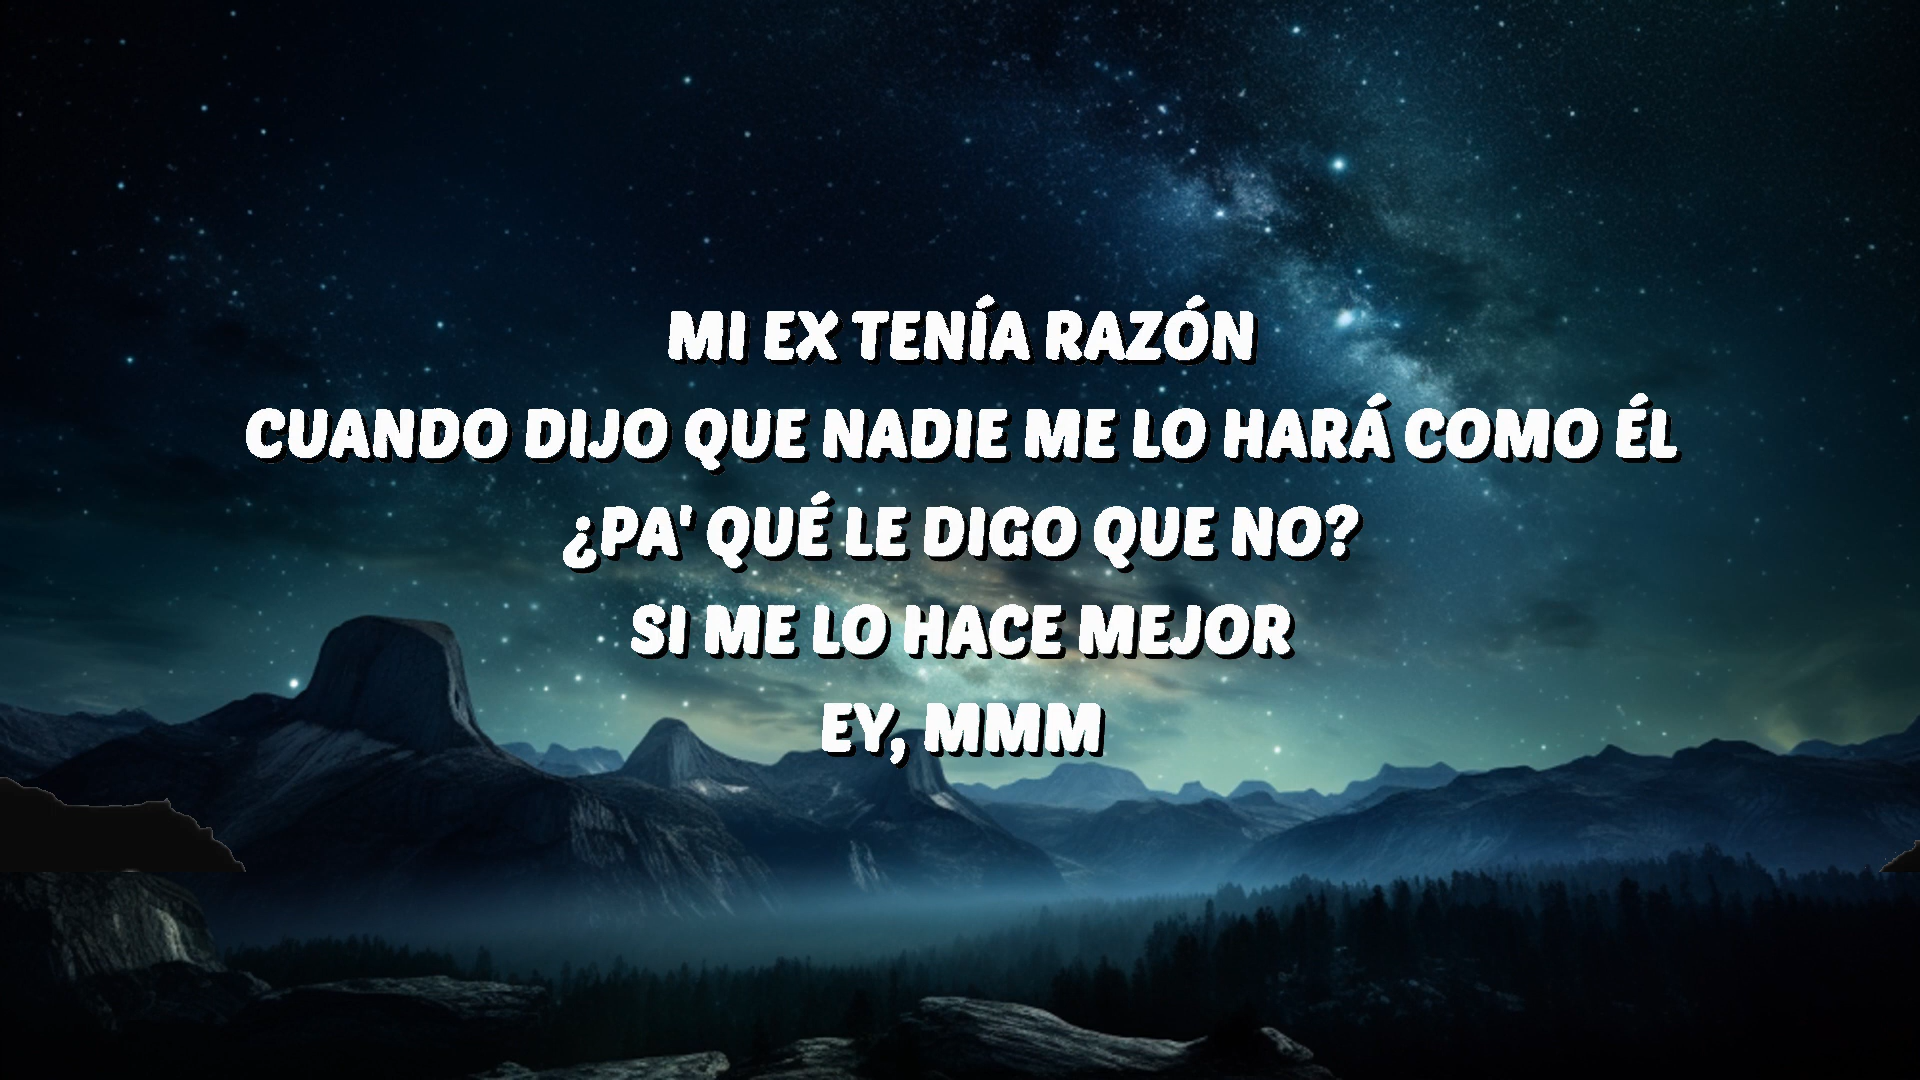 MI EX TENÍA RAZÓN
CUANDO DIJO QUE NADIE ME LO HARÁ COMO ÉL
¿PA' QUÉ LE DIGO QUE NO?
SI ME LO HACE MEJOR
EY, MMM